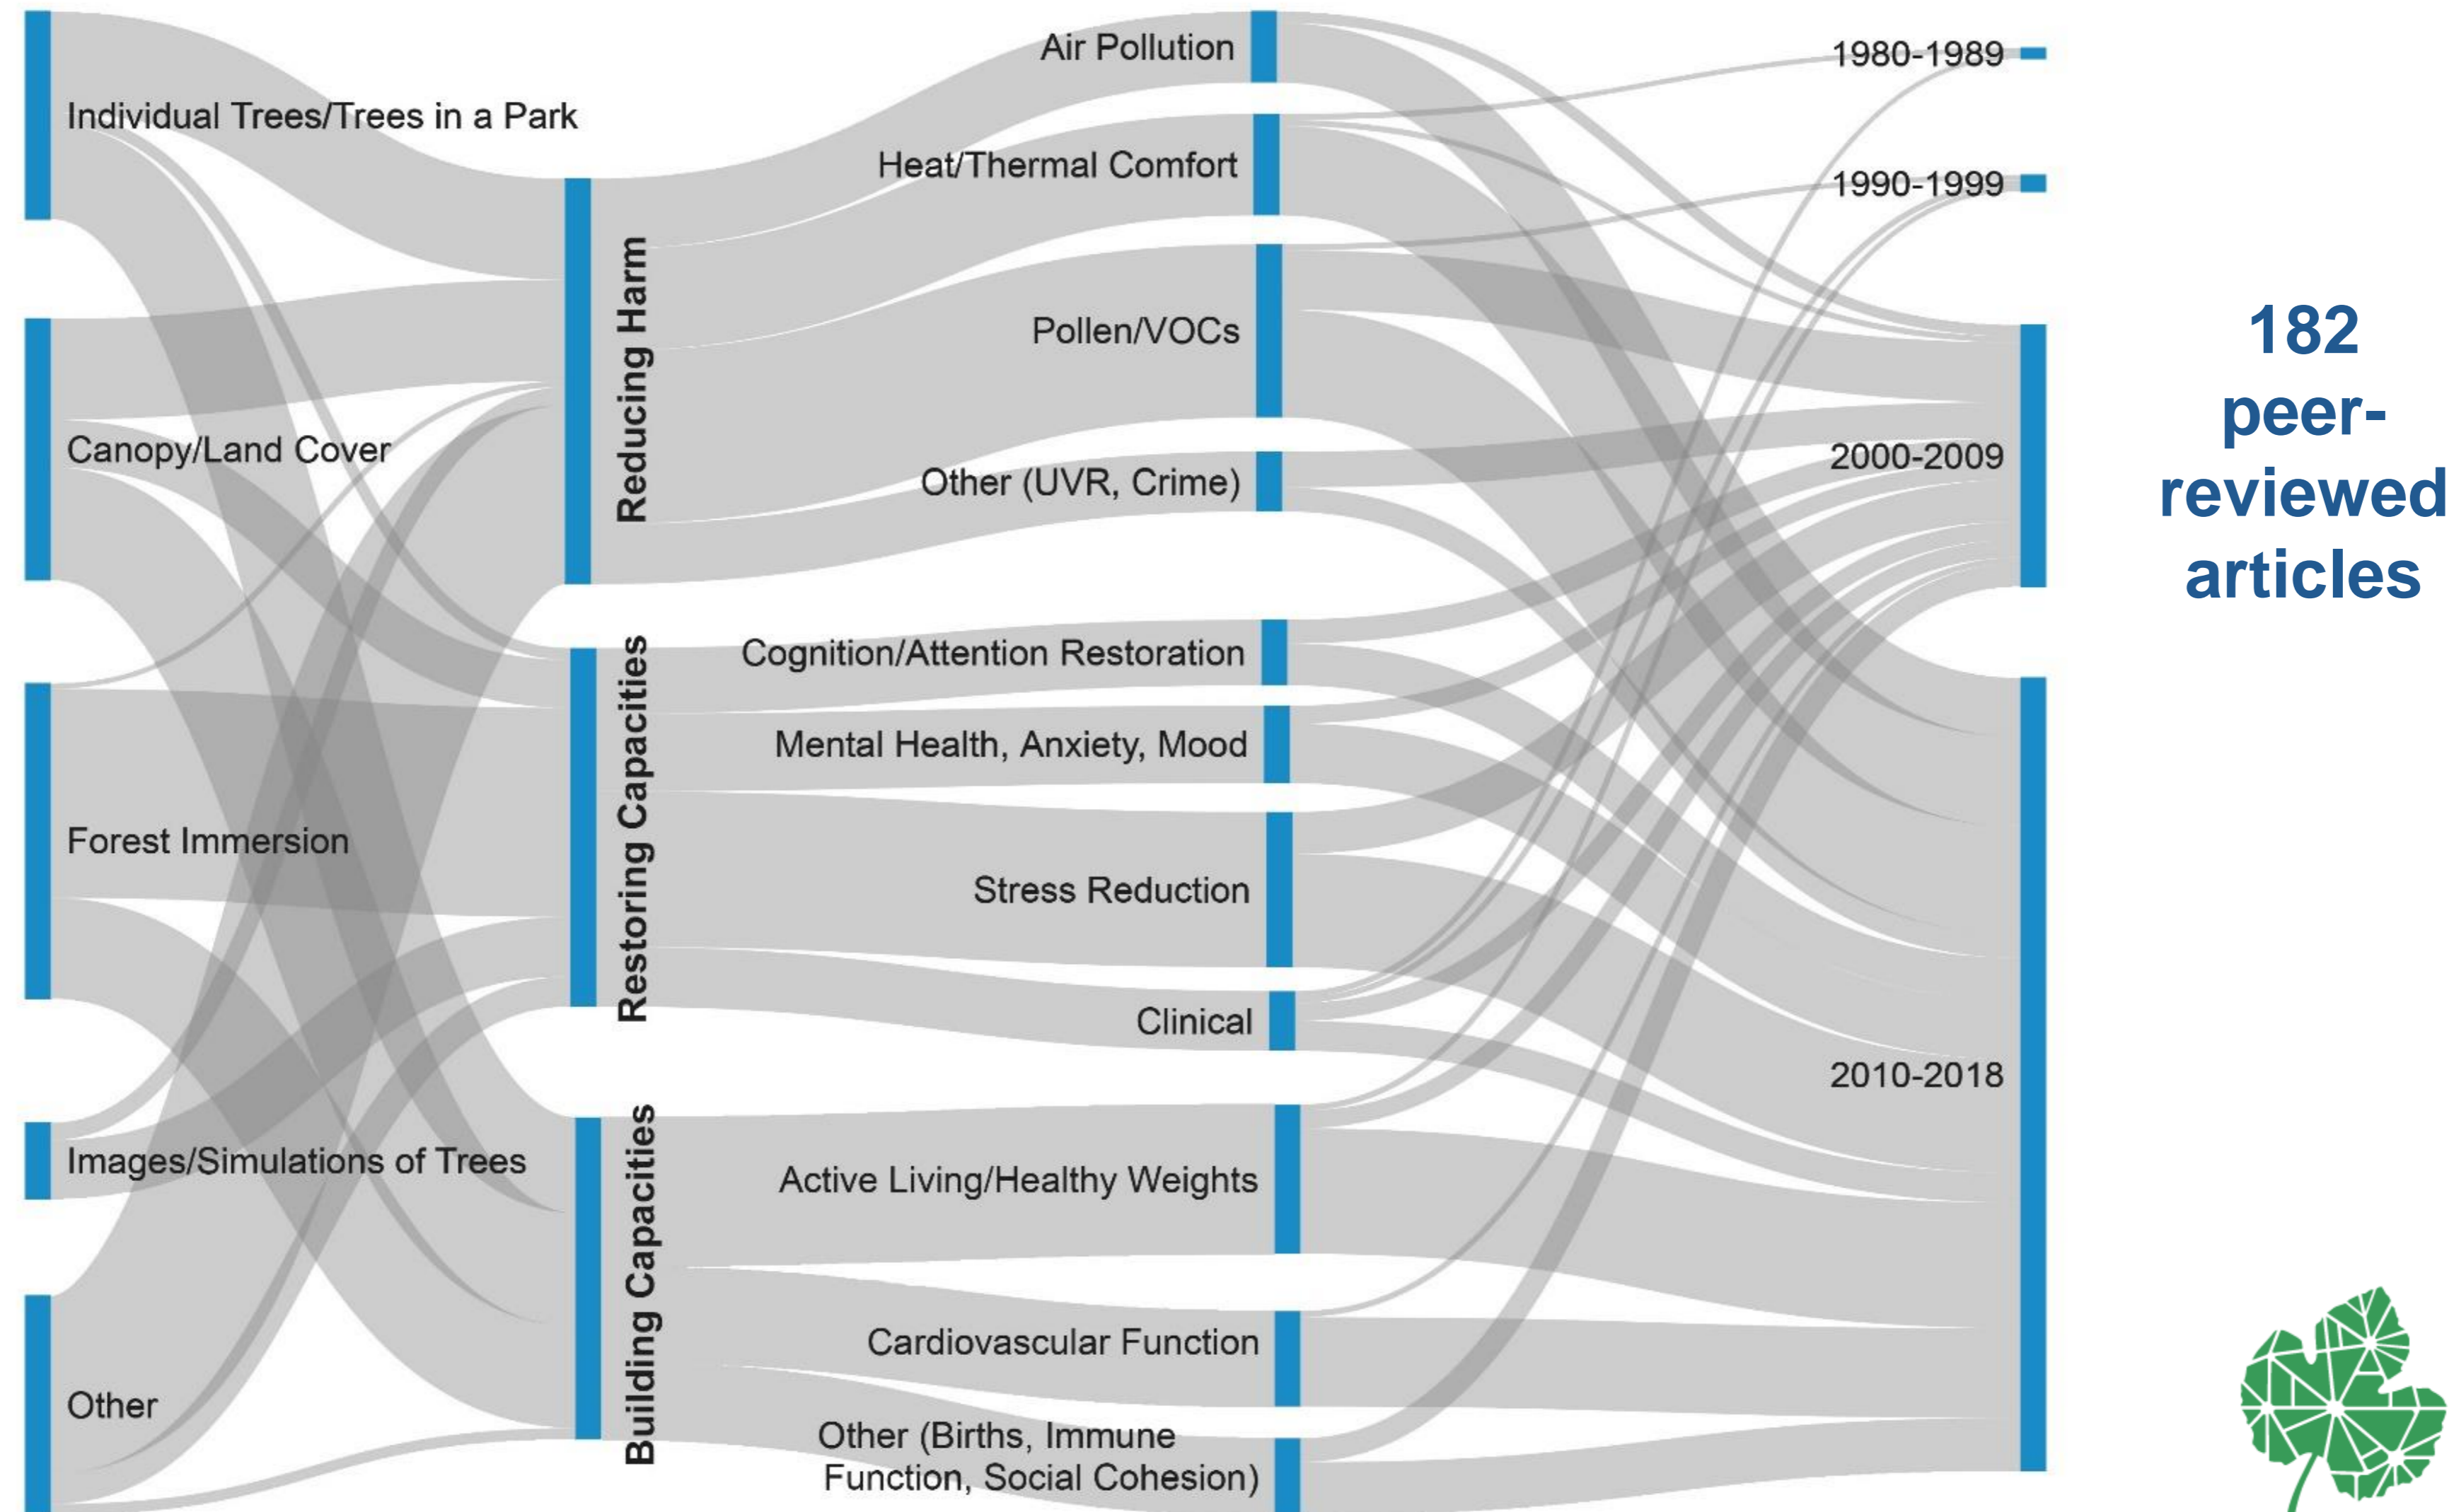 Individual Trees/Trees in a Park
Canopy/Land Cover
Forest Immersion
Images/Simulations of Trees
Other
Reducing Harm
Restoring Capacities
Building Capacities
Air Pollution
Heat/Thermal Comfort
Pollen/VOCs
Other (UVR, Crime)
Cognition/Attention Restoration
Mental Health, Anxiety, Mood
Stress Reduction
Clinical
Active Living/Healthy Weights
Cardiovascular Function
Other (Births, Immune
Function, Social Cohesion)
1980-1989
1990-1999
2000-2009
2010-2018
182
peer-
reviewed
articles